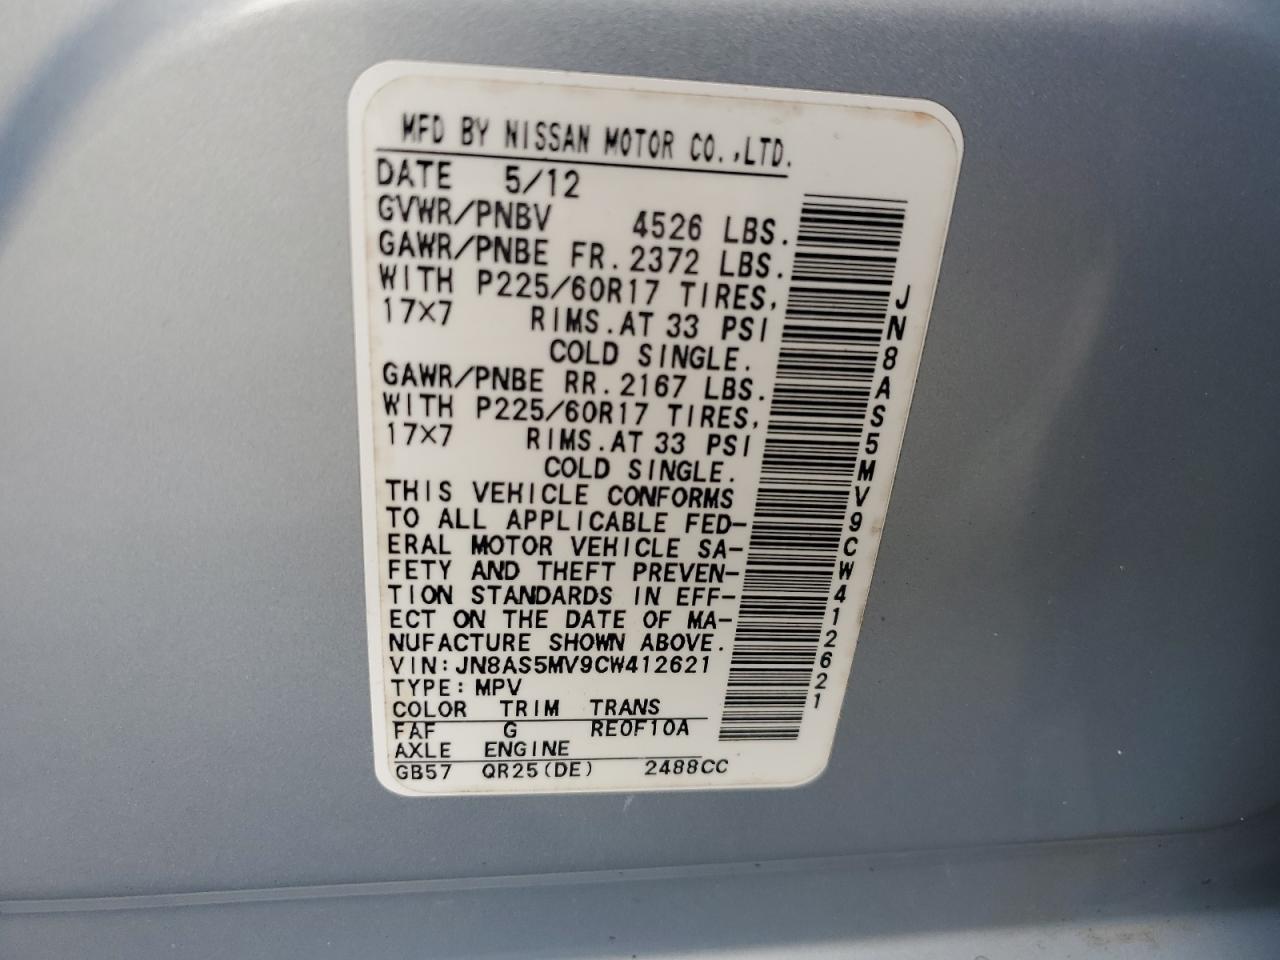 MFD BY NISSAN MOTOR CO.,LTD.
DATE 5/12
GVWR/PNBV 4526 LBS.
GAWR/PNBE FR. 2372 LBS.
WITH P225/60R17 TIRES,
17×7 RIMS. AT 33 PSI
COLD SINGLE.
GAWR/PNBE RR. 2167 LBS.
WITH P225/60R17 TIRES,
17×7 RIMS. AT 33 PSI
COLD SINGLE.
THIS VEHICLE CONFORMS
TO ALL APPLICABLE FED-
ERAL MOTOR VEHICLE SA-
FETY AND THEFT PREVEN-
TION STANDARDS IN EFF-
ECT ON THE DATE OF MA-
NUFACTURE SHOWN ABOVE.
VIN: JN8AS5MV9CW412621
TYPE: MPV
COLOR TRIM TRANS
FAF G RE0F10A
AXLE ENGINE
GB57 QR25(DE) 2488CC
JN8AS5MV9CW412621